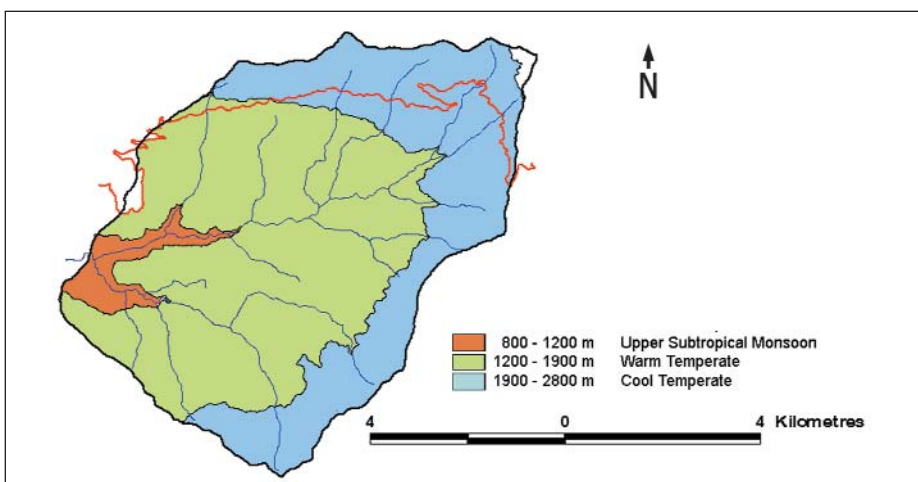 N
800 - 1200 m Upper Subtropical Monsoon
1200 - 1900 m Warm Temperate
1900 - 2800 m Cool Temperate
4 0 4 Kilometres